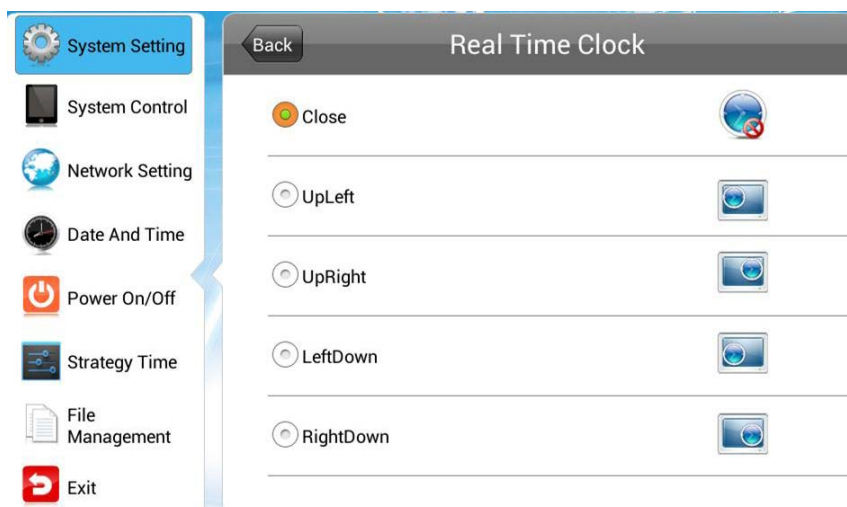 System Setting
System Control
Network Setting
Date And Time
Power On/Off
Strategy Time
File
Management
Exit
Back
Real Time Clock
Close
UpLeft
UpRight
LeftDown
RightDown